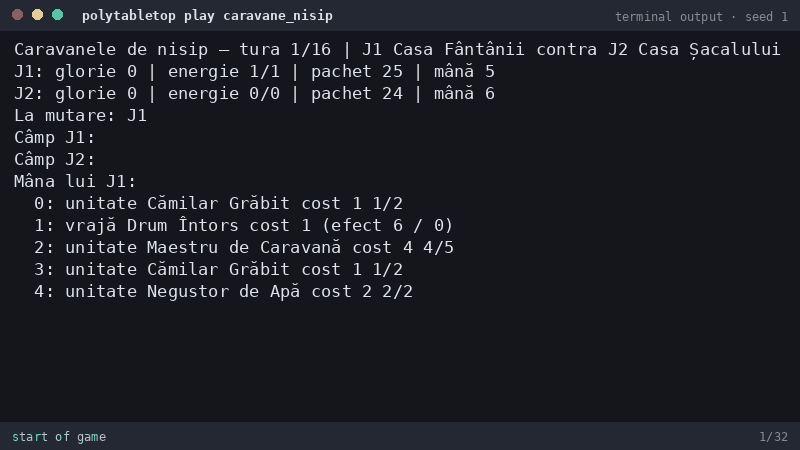 polytabletop play caravane_nisip
terminal output · seed 1
Caravanele de nisip — tura 1/16 | J1 Casa Fântânii contra J2 Casa Șacalului
J1: glorie 0 | energie 1/1 | pachet 25 | mână 5
J2: glorie 0 | energie 0/0 | pachet 24 | mână 6
La mutare: J1
Câmp J1:
Câmp J2:
Mâna lui J1:
0: unitate Cămilar Grăbit cost 1 1/2
1: vrajă Drum Întors cost 1 (efect 6 / 0)
2: unitate Maestru de Caravană cost 4 4/5
3: unitate Cămilar Grăbit cost 1 1/2
4: unitate Negustor de Apă cost 2 2/2
start of game
1/32